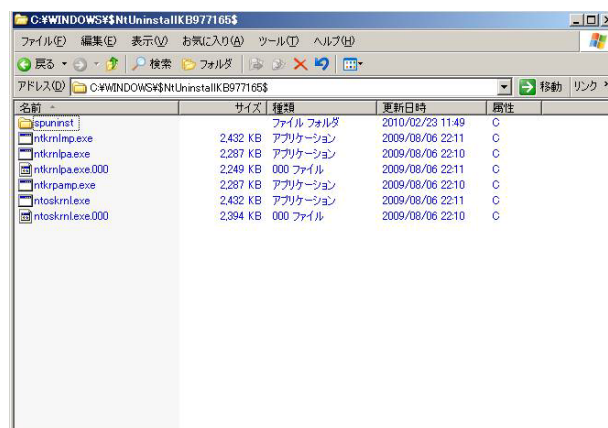 C:¥WINDOWS¥$NtUninstallKB977165$
ファイル(F) 編集(E) 表示(V) お気に入り(A) ツール(T) ヘルプ(H)
戻る 検索 フォルダ
アドレス(D) C:¥WINDOWS¥$NtUninstallKB977165$ 移動 リンク »
名前 サイズ 種類 更新日時 属性
spuninst ファイル フォルダ 2010/02/23 11:49 C
ntkrnlmp.exe 2,432 KB アプリケーション 2009/08/06 22:11 C
ntkrnlpa.exe 2,287 KB アプリケーション 2009/08/06 22:10 C
ntkrnlpa.exe.000 2,249 KB 000 ファイル 2009/08/06 22:11 C
ntkrpamp.exe 2,287 KB アプリケーション 2009/08/06 22:10 C
ntoskrnl.exe 2,432 KB アプリケーション 2009/08/06 22:11 C
ntoskrnl.exe.000 2,394 KB 000 ファイル 2009/08/06 22:10 C